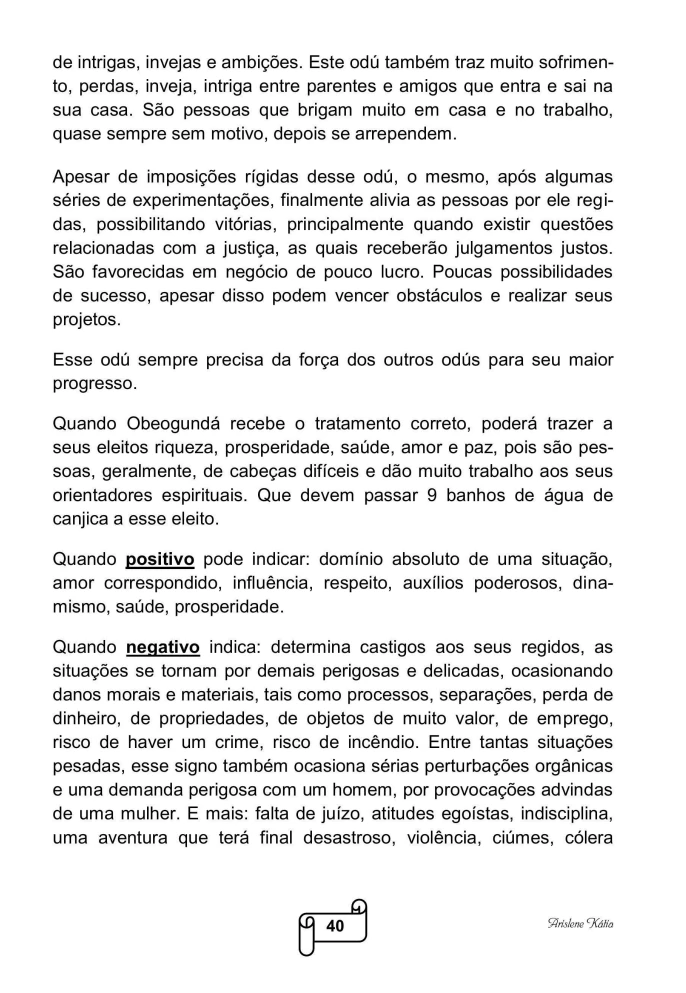 de intrigas, invejas e ambições. Este odú também traz muito sofrimen-
to, perdas, inveja, intriga entre parentes e amigos que entra e sai na
sua casa. São pessoas que brigam muito em casa e no trabalho,
quase sempre sem motivo, depois se arrependem.
Apesar de imposições rígidas desse odú, o mesmo, após algumas
séries de experimentações, finalmente alivia as pessoas por ele regi-
das, possibilitando vitórias, principalmente quando existir questões
relacionadas com a justiça, as quais receberão julgamentos justos.
São favorecidas em negócio de pouco lucro. Poucas possibilidades
de sucesso, apesar disso podem vencer obstáculos e realizar seus
projetos.
Esse odú sempre precisa da força dos outros odús para seu maior
progresso.
Quando Obeogundá recebe o tratamento correto, poderá trazer a
seus eleitos riqueza, prosperidade, saúde, amor e paz, pois são pes-
soas, geralmente, de cabeças difíceis e dão muito trabalho aos seus
orientadores espirituais. Que devem passar 9 banhos de água de
canjica a esse eleito.
Quando positivo pode indicar: domínio absoluto de uma situação,
amor correspondido, influência, respeito, auxílios poderosos, dina-
mismo, saúde, prosperidade.
Quando negativo indica: determina castigos aos seus regidos, as
situações se tornam por demais perigosas e delicadas, ocasionando
danos morais e materiais, tais como processos, separações, perda de
dinheiro, de propriedades, de objetos de muito valor, de emprego,
risco de haver um crime, risco de incêndio. Entre tantas situações
pesadas, esse signo também ocasiona sérias perturbações orgânicas
e uma demanda perigosa com um homem, por provocações advindas
de uma mulher. E mais: falta de juízo, atitudes egoístas, indisciplina,
uma aventura que terá final desastroso, violência, ciúmes, cólera
40
Arislene Kátia